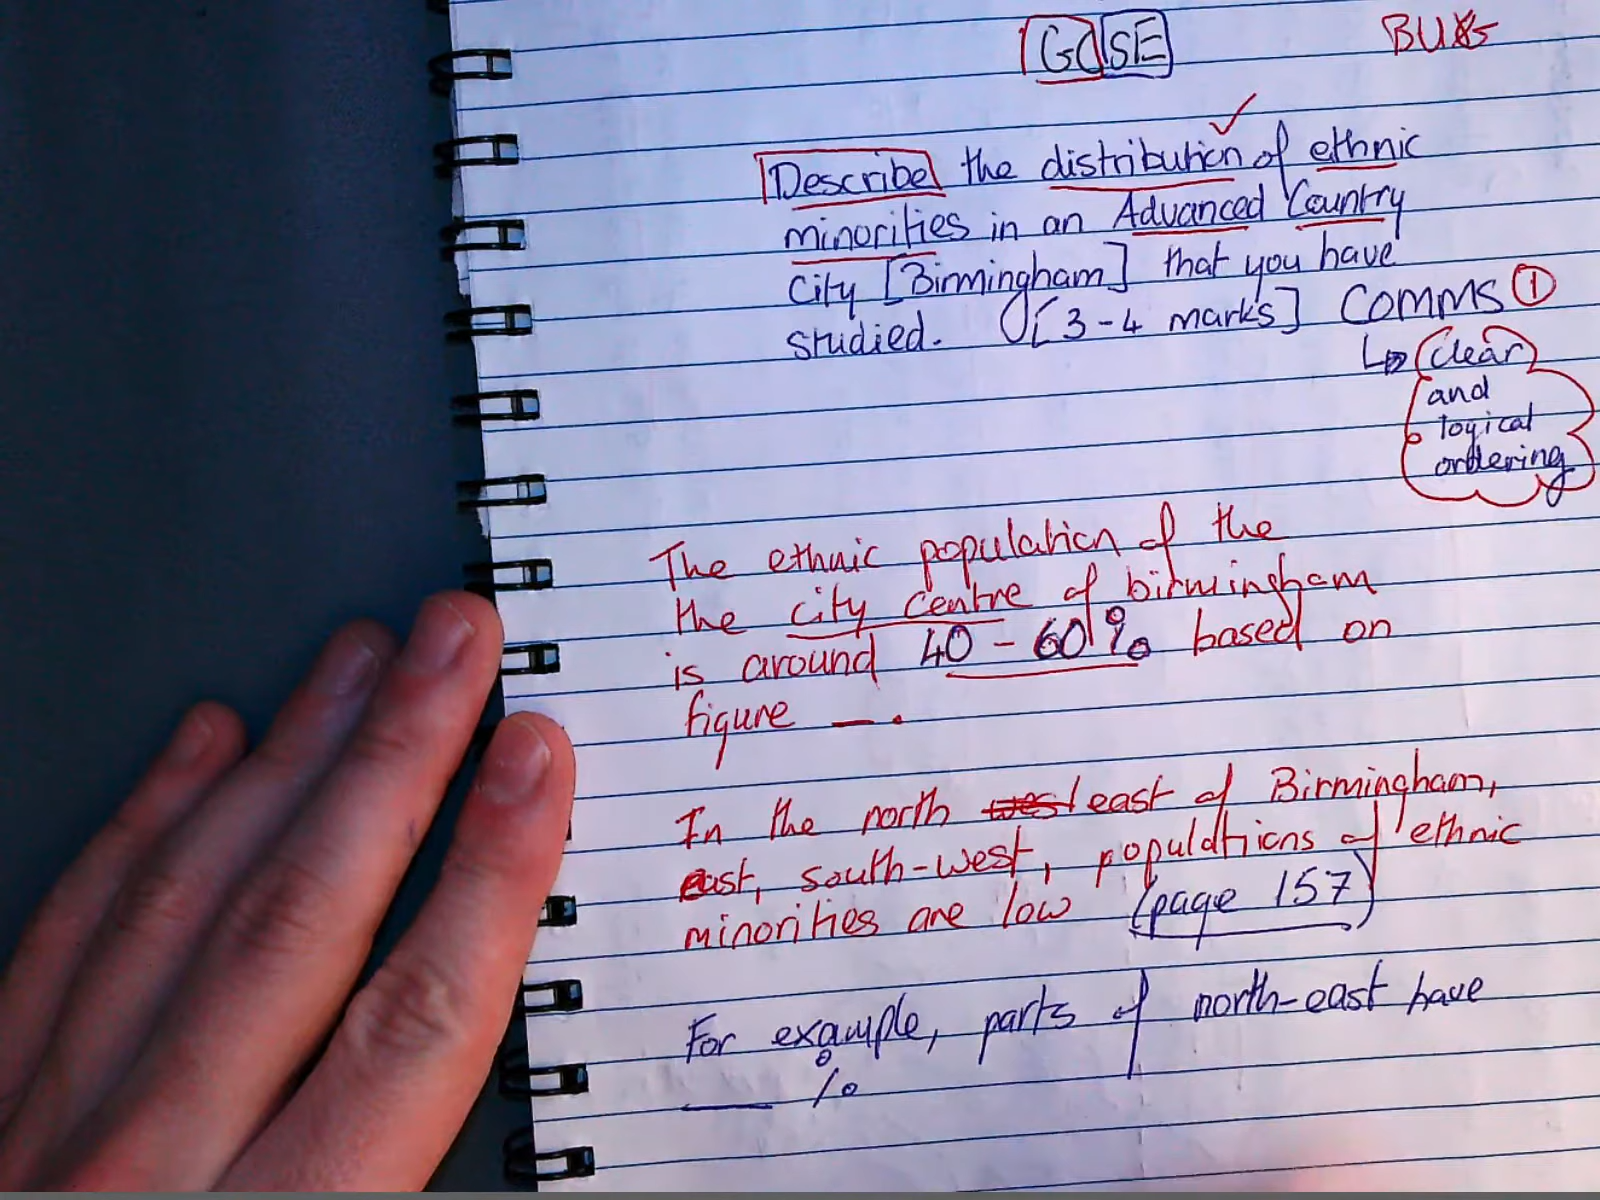 GCSE
BUGS
Describe the distribution of ethnic
minorities in an Advanced Country
City [Birmingham] that you have
studied. [3-4 marks] COMMS ①
↳ clear
and
logical
ordering
The ethnic population of the
the city centre of birmingham
is around 40-60% based on
figure __.
In the north west east of Birmingham,
east, south-west, populations of ethnic
minorities are low (page 157)
For example, parts of north-east have
___ %